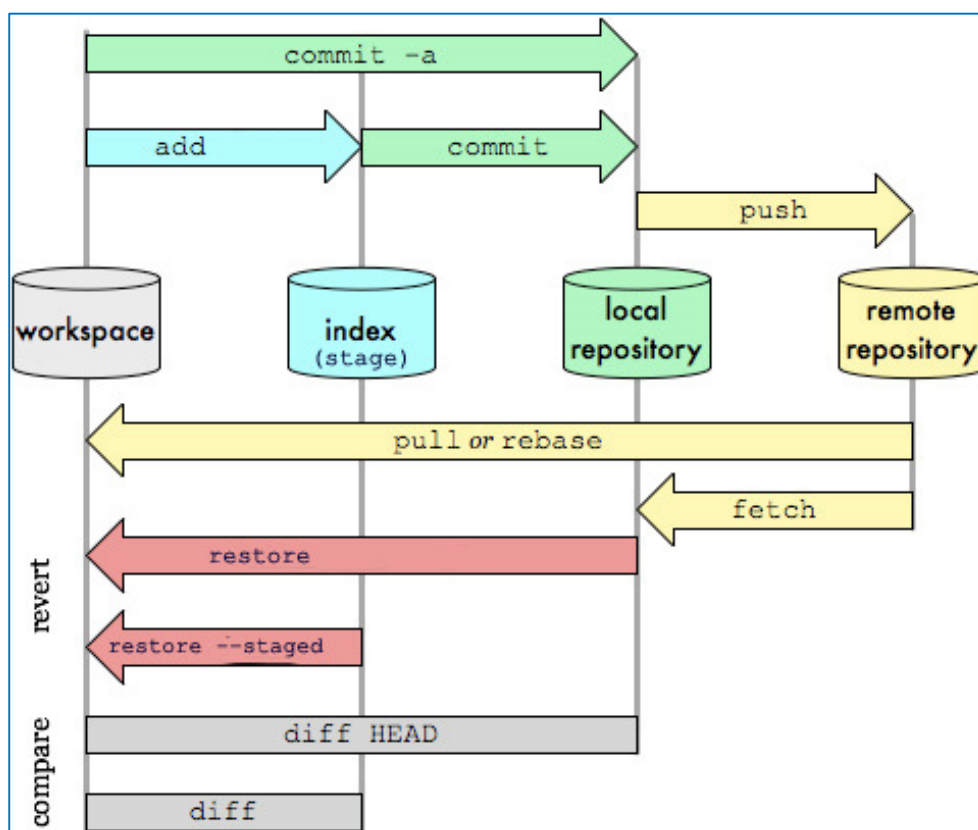 commit -a
add
commit
push
workspace
index
(stage)
local
repository
remote
repository
pull or rebase
fetch
revert
restore
restore --staged
compare
diff HEAD
diff